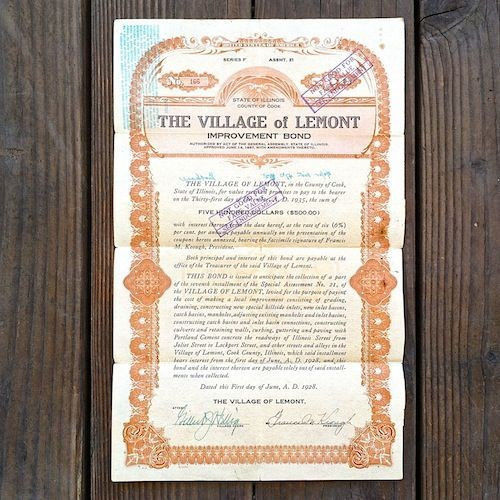 UNITED STATES OF AMERICA
SERIES F ASSMT. 21
NO. 166
STATE OF ILLINOIS
COUNTY OF COOK
THE VILLAGE of LEMONT
IMPROVEMENT BOND
AUTHORIZED BY ACT OF THE GENERAL ASSEMBLY, STATE OF ILLINOIS,
APPROVED JUNE 14, 1897, WITH AMENDMENTS THERETO.
THE VILLAGE OF LEMONT, in the County of Cook,
State of Illinois, for value received promises to pay to the bearer
on the Thirty-first day of December, A. D. 1935, the sum of
FIVE HUNDRED DOLLARS ($500.00)
with interest thereon from the date hereof, at the rate of six (6%)
per cent. per annum, payable annually on the presentation of the
coupons hereto annexed, bearing the facsimile signature of Francis
M. Keough, President.
Both principal and interest of this bond are payable at the
office of the Treasurer of the said Village of Lemont.
THIS BOND is issued to anticipate the collection of a part
of the seventh installment of the Special Assessment No. 21, of
the VILLAGE OF LEMONT, levied for the purpose of paying
the cost of making a local improvement consisting of grading,
draining, constructing new special hillside inlets, new inlets
catch basins, manholes, adjusting existing manholes and inlet basins,
constructing catch basins and inlet basin connections, constructing
culverts and retaining walls, curbing, guttering and paving with
Portland Cement concrete the roadways of Illinois Street from
Joliet Street to Lockport Street, and other streets and alleys in the
Village of Lemont, Cook County, Illinois, which said installment
bears interest from the first day of June, A. D. 1928, and this
bond and the interest thereon are payable solely out of said install-
ments when collected.
Dated this First day of June, A. D. 1928.
THE VILLAGE OF LEMONT,
ATTEST
Francis M. Keough